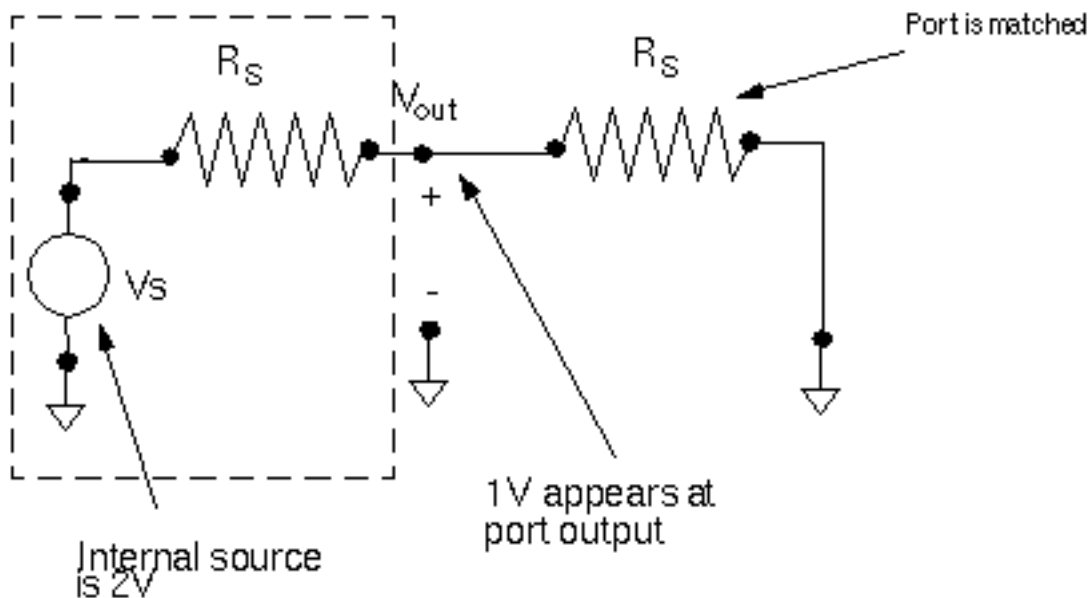 Port is matched
RS
RS
Vout
+
-
VS
1V appears at
port output
Internal source
is 2V